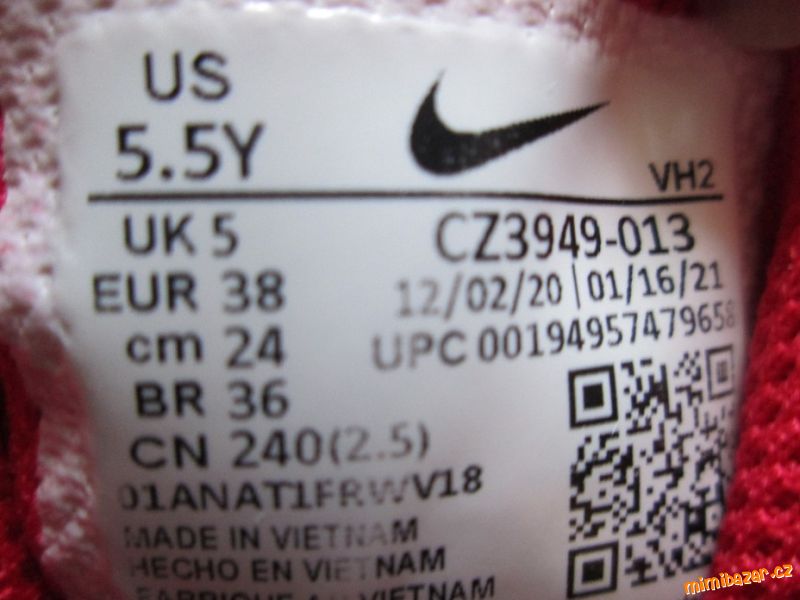 US
5.5Y
VH2
UK 5
CZ3949-013
EUR 38
12/02/20 | 01/16/21
cm 24
UPC 00194957479658
BR 36
CN 240(2.5)
01ANAT1FRWV18
MADE IN VIETNAM
HECHO EN VIETNAM
VIETNAM
mimibazar.cz